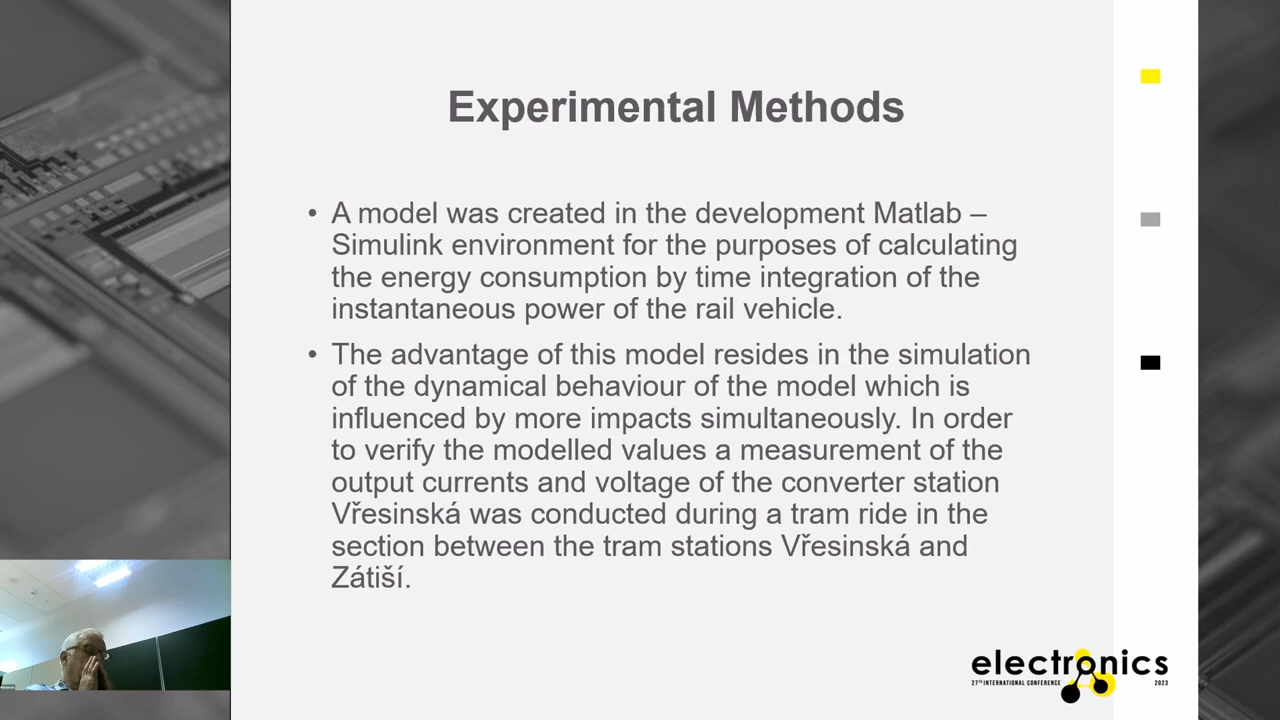 Experimental Methods
• A model was created in the development Matlab –
Simulink environment for the purposes of calculating
the energy consumption by time integration of the
instantaneous power of the rail vehicle.
• The advantage of this model resides in the simulation
of the dynamical behaviour of the model which is
influenced by more impacts simultaneously. In order
to verify the modelled values a measurement of the
output currents and voltage of the converter station
Vřesinská was conducted during a tram ride in the
section between the tram stations Vřesinská and
Zátiší.
electronics
27TH INTERNATIONAL CONFERENCE 2023